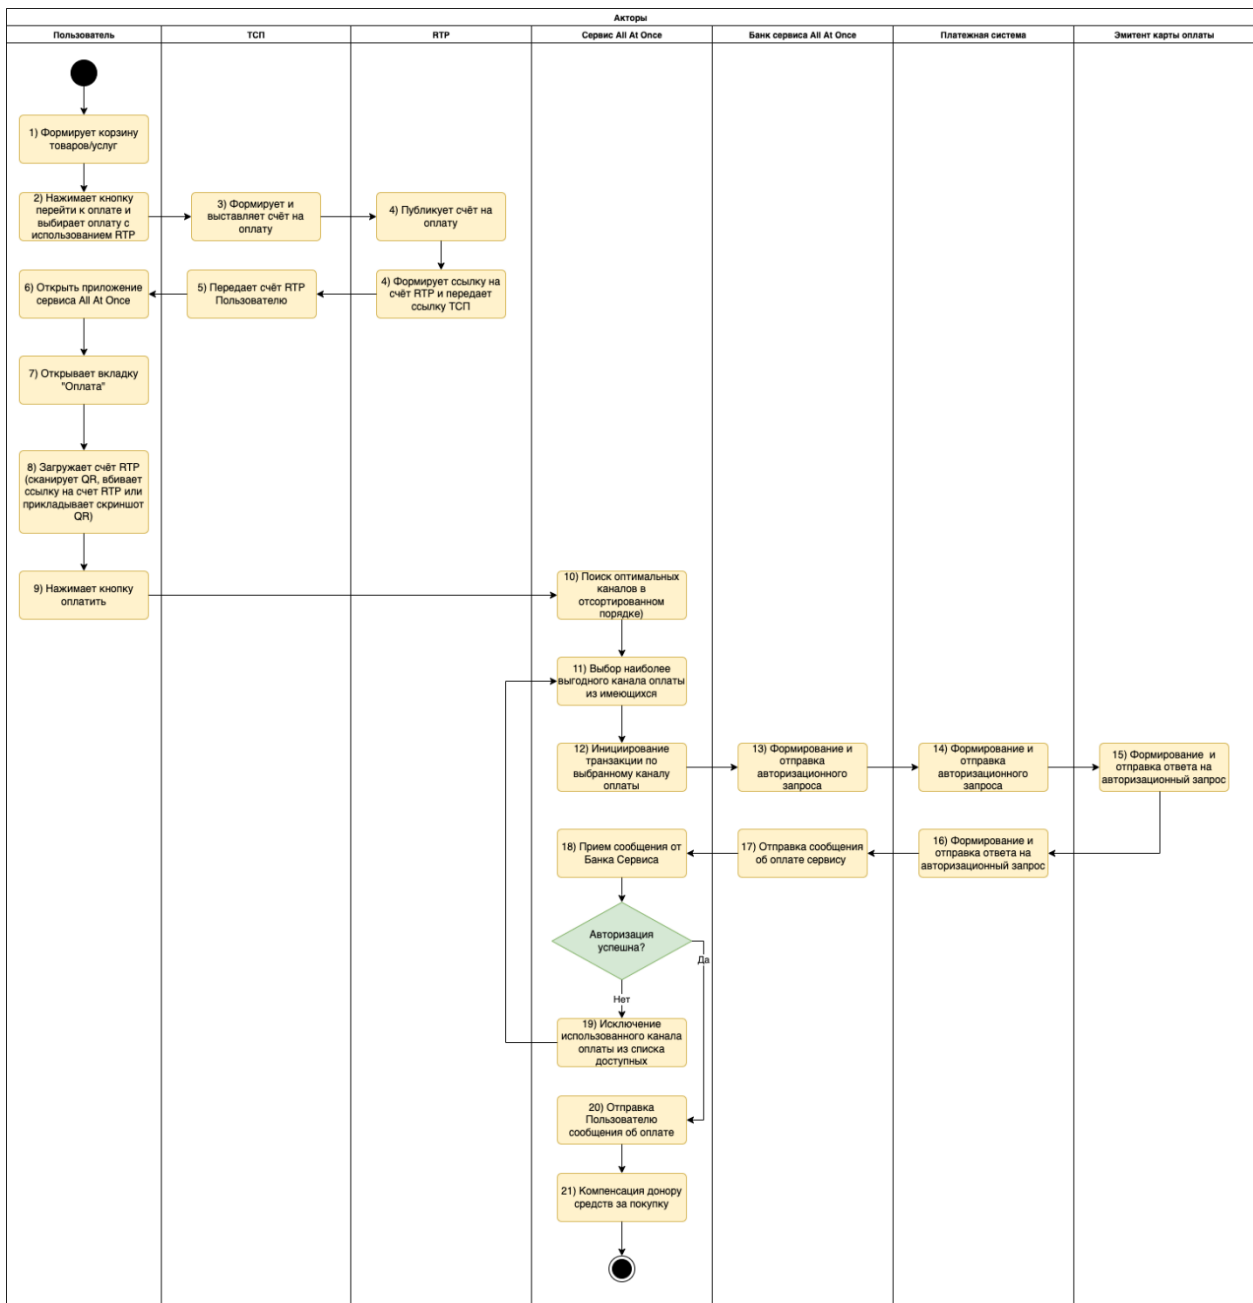 Акторы
Пользователь
ТСП
RTP
Сервис All At Once
Банк сервиса All At Once
Платежная система
Эмитент карты оплаты
1) Формирует корзину
товаров/услуг
2) Нажимает кнопку
перейти к оплате и
выбирает оплату с
использованием RTP
3) Формирует и
выставляет счёт на
оплату
4) Публикует счёт на
оплату
4) Формирует ссылку на
счёт RTP и передает
ссылку ТСП
5) Передает счёт RTP
Пользователю
6) Открыть приложение
сервиса All At Once
7) Открывает вкладку
"Оплата"
8) Загружает счёт RTP
(сканирует QR, вбивает
ссылку на счет RTP или
прикладывает скриншот
QR)
9) Нажимает кнопку
оплатить
10) Поиск оптимальных
каналов в
отсортированном
порядке)
11) Выбор наиболее
выгодного канала оплаты
из имеющихся
12) Инициирование
транзакции по
выбранному каналу
оплаты
13) Формирование и
отправка
авторизационного
запроса
14) Формирование и
отправка
авторизационного
запроса
15) Формирование и
отправка ответа на
авторизационный запрос
16) Формирование и
отправка ответа на
авторизационный запрос
17) Отправка сообщения
об оплате сервису
18) Прием сообщения от
Банка Сервиса
Авторизация
успешна?
Да
Нет
19) Исключение
использованного канала
оплаты из списка
доступных
20) Отправка
Пользователю
сообщения об оплате
21) Компенсация донору
средств за покупку